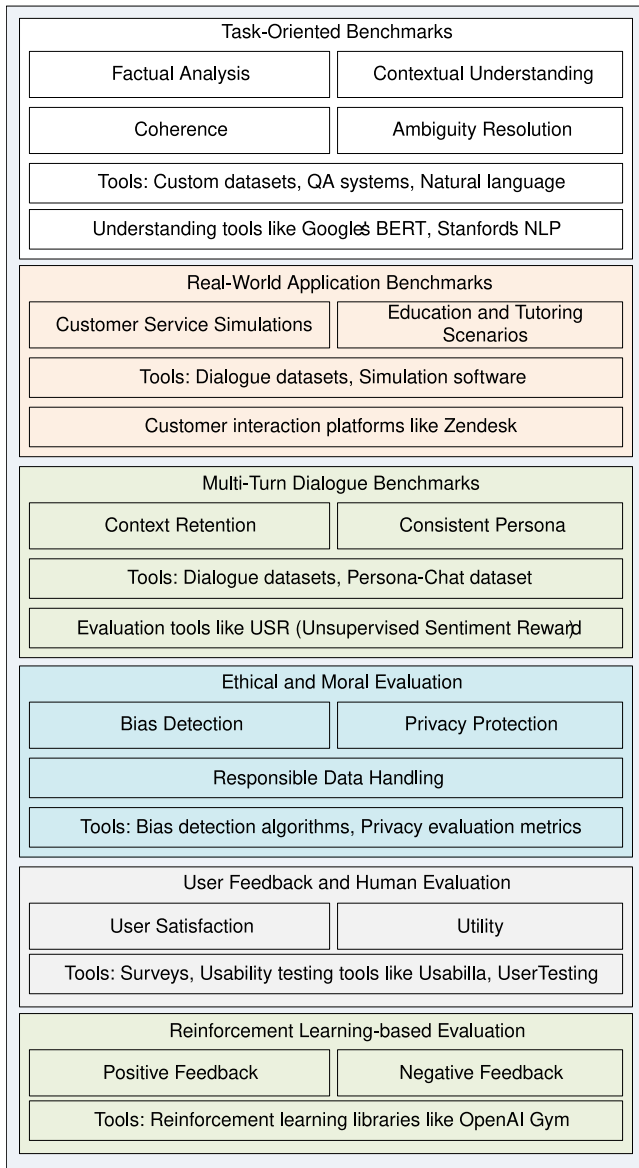 Task-Oriented Benchmarks
Factual Analysis
Contextual Understanding
Coherence
Ambiguity Resolution
Tools: Custom datasets, QA systems, Natural language
Understanding tools like Google's BERT, Stanford's NLP
Real-World Application Benchmarks
Customer Service Simulations
Education and Tutoring
Scenarios
Tools: Dialogue datasets, Simulation software
Customer interaction platforms like Zendesk
Multi-Turn Dialogue Benchmarks
Context Retention
Consistent Persona
Tools: Dialogue datasets, Persona-Chat dataset
Evaluation tools like USR (Unsupervised Sentiment Reward)
Ethical and Moral Evaluation
Bias Detection
Privacy Protection
Responsible Data Handling
Tools: Bias detection algorithms, Privacy evaluation metrics
User Feedback and Human Evaluation
User Satisfaction
Utility
Tools: Surveys, Usability testing tools like Usabilla, UserTesting
Reinforcement Learning-based Evaluation
Positive Feedback
Negative Feedback
Tools: Reinforcement learning libraries like OpenAI Gym